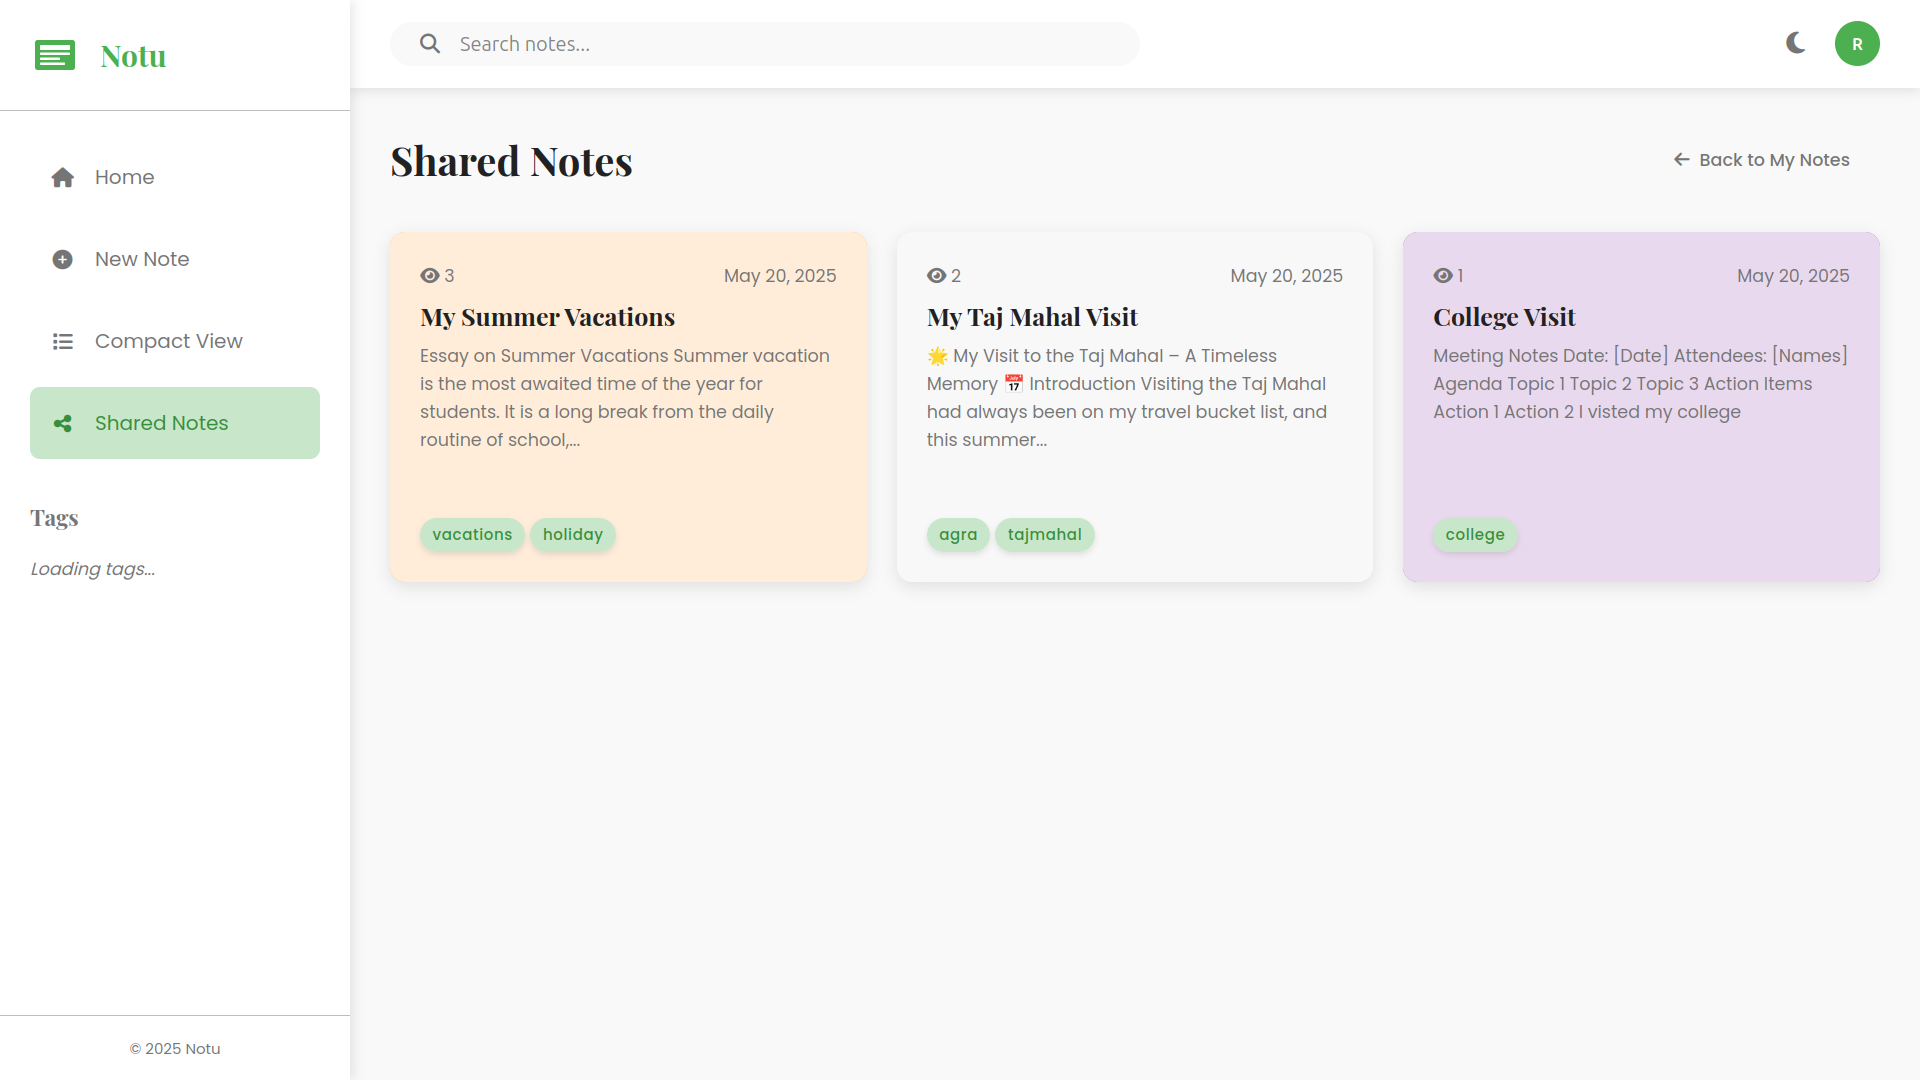 Notu
Search notes...
R
Home
New Note
Compact View
Shared Notes
Tags
Loading tags...
© 2025 Notu
Shared Notes
Back to My Notes
3
May 20, 2025
My Summer Vacations
Essay on Summer Vacations Summer vacation
is the most awaited time of the year for
students. It is a long break from the daily
routine of school,...
vacations
holiday
2
May 20, 2025
My Taj Mahal Visit
🌟 My Visit to the Taj Mahal – A Timeless
Memory 📅 Introduction Visiting the Taj Mahal
had always been on my travel bucket list, and
this summer...
agra
tajmahal
1
May 20, 2025
College Visit
Meeting Notes Date: [Date] Attendees: [Names]
Agenda Topic 1 Topic 2 Topic 3 Action Items
Action 1 Action 2 I visted my college
college